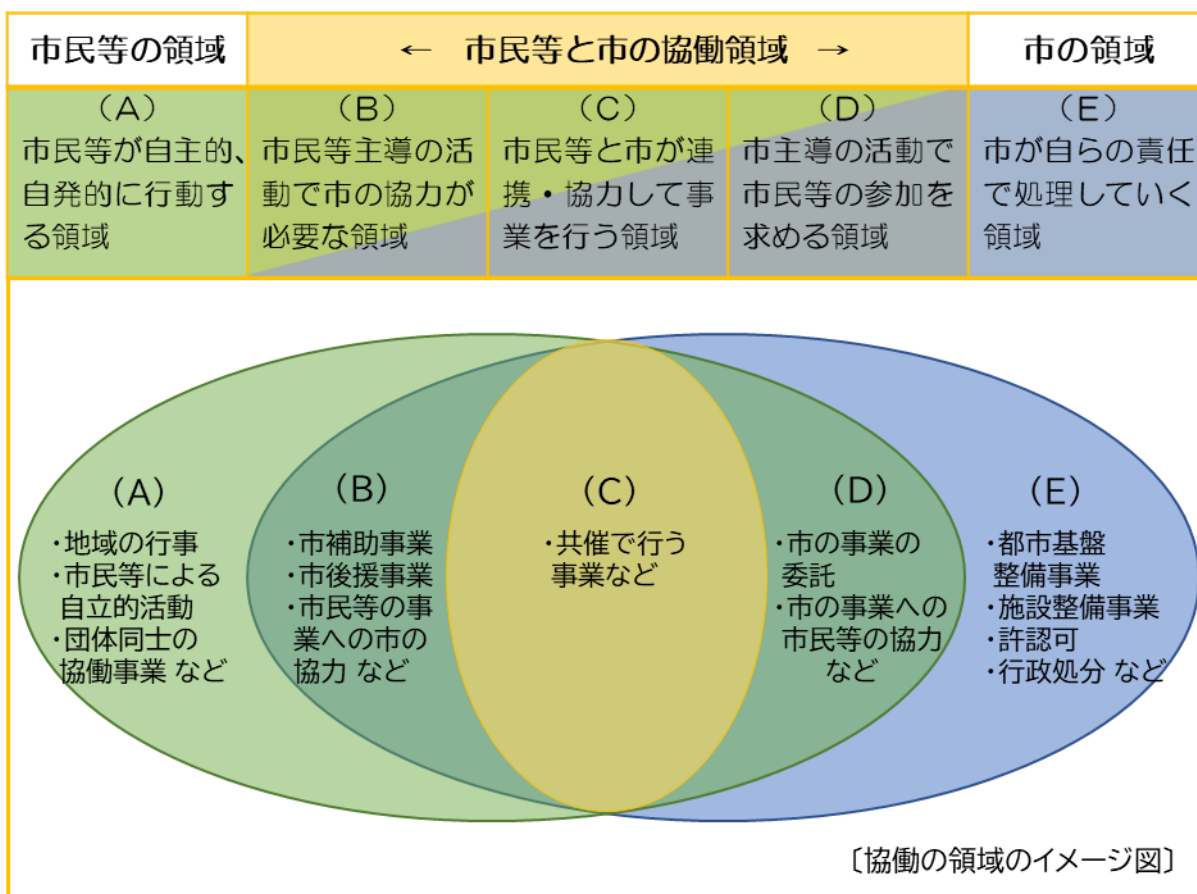 市民等の領域
← 市民等と市の協働領域 →
市の領域
(A)
市民等が自主的、
自発的に行動す
る領域
(B)
市民等主導の活
動で市の協力が
必要な領域
(C)
市民等と市が連
携・協力して事
業を行う領域
(D)
市主導の活動で
市民等の参加を
求める領域
(E)
市が自らの責任
で処理していく
領域
(A)
・地域の行事
・市民等による
自立的活動
・団体同士の
協働事業 など
(B)
・市補助事業
・市後援事業
・市民等の事
業への市の
協力 など
(C)
・共催で行う
事業など
(D)
・市の事業の
委託
・市の事業への
市民等の協力
など
(E)
・都市基盤
整備事業
・施設整備事業
・許認可
・行政処分 など
〔協働の領域のイメージ図〕